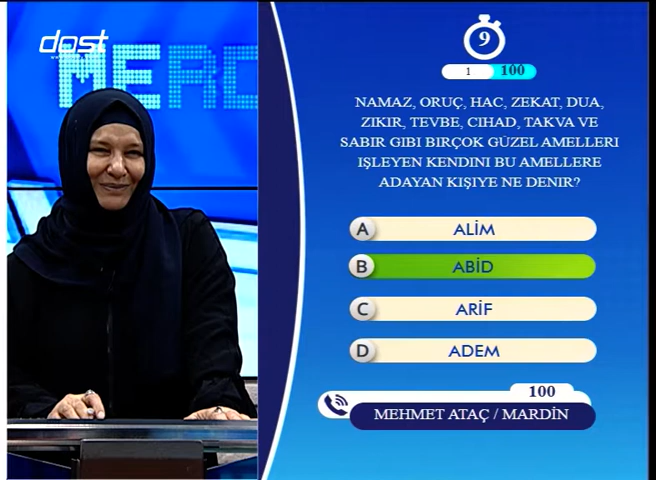 dost
MERC
9
1 100
NAMAZ, ORUÇ, HAC, ZEKAT, DUA,
ZIKIR, TEVBE, CIHAD, TAKVA VE
SABIR GIBI BIRÇOK GÜZEL AMELLERI
IŞLEYEN KENDINI BU AMELLERE
ADAYAN KIŞIYE NE DENIR?
A ALİM
B ABİD
C ARİF
D ADEM
100
MEHMET ATAÇ / MARDİN